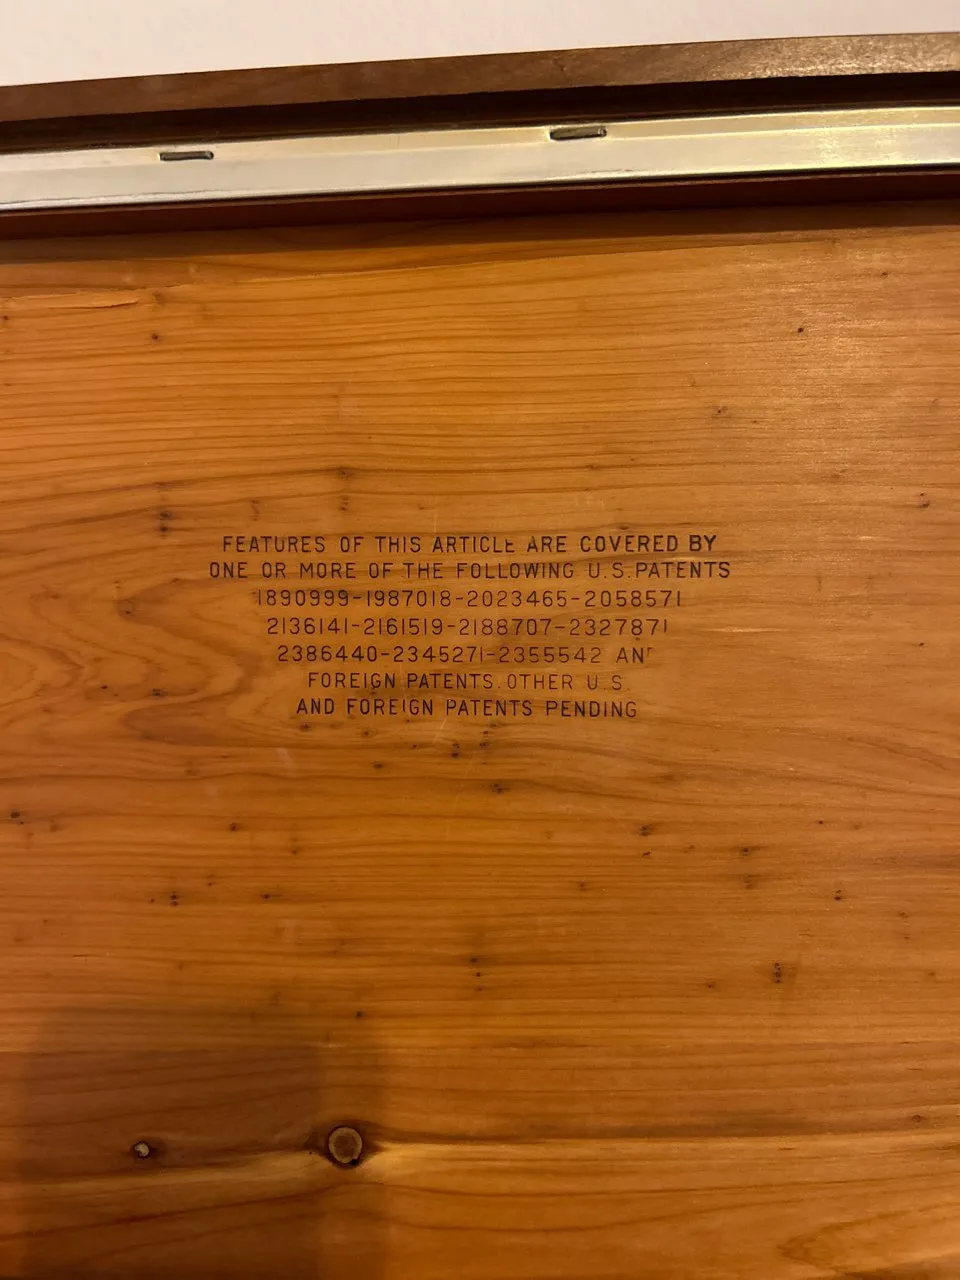 FEATURES OF THIS ARTICLE ARE COVERED BY
ONE OR MORE OF THE FOLLOWING U.S. PATENTS
1890999-1987018-2023465-2058571
2136141-2161519-2188707-2327871
2386440-2345271-2355542 AND
FOREIGN PATENTS. OTHER U.S.
AND FOREIGN PATENTS PENDING